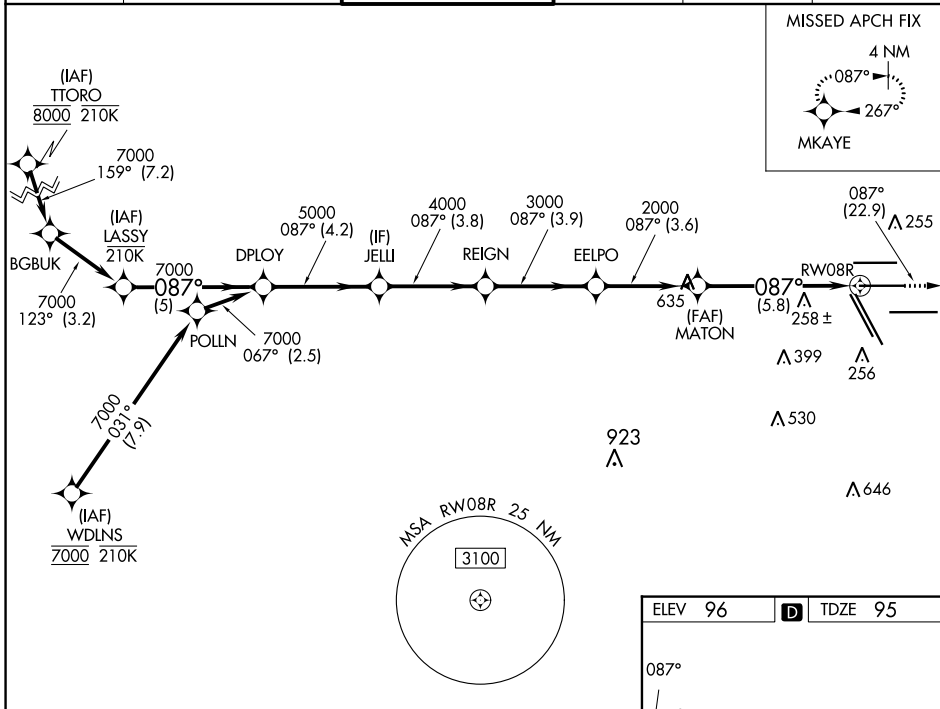 MISSED APCH FIX
4 NM
087°
267°
MKAYE
(IAF)
TTORO
8000 210K
7000
159° (7.2)
BGBUK
(IAF)
LASSY
210K
7000
123° (3.2)
7000
087°
(5)
DPLOY
5000
087° (4.2)
(IF)
JELLI
4000
087° (3.8)
REIGN
3000
087° (3.9)
EELPO
2000
087° (3.6)
635
(FAF)
MATON
087°
(5.8)
RW08R
087°
(22.9)
255
258 ±
399
256
530
646
923
POLLN
7000
067° (2.5)
7000
031°
(7.9)
(IAF)
WDLNS
7000 210K
MSA RW08R 25 NM
3100
ELEV 96 D TDZE 95
087°